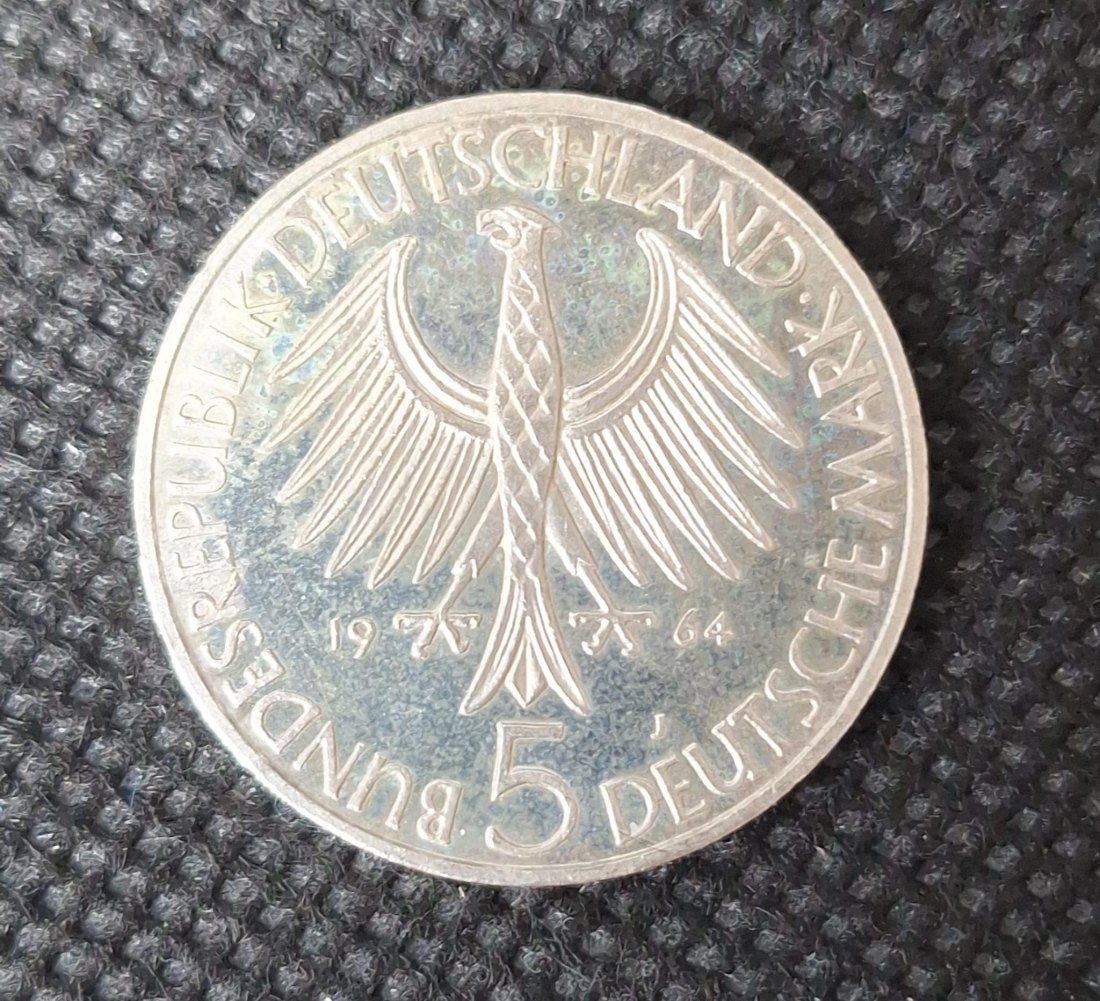 BUNDESREPUBLIK · DEUTSCHLAND ·
19 64
J
5
DEUTSCHE MARK